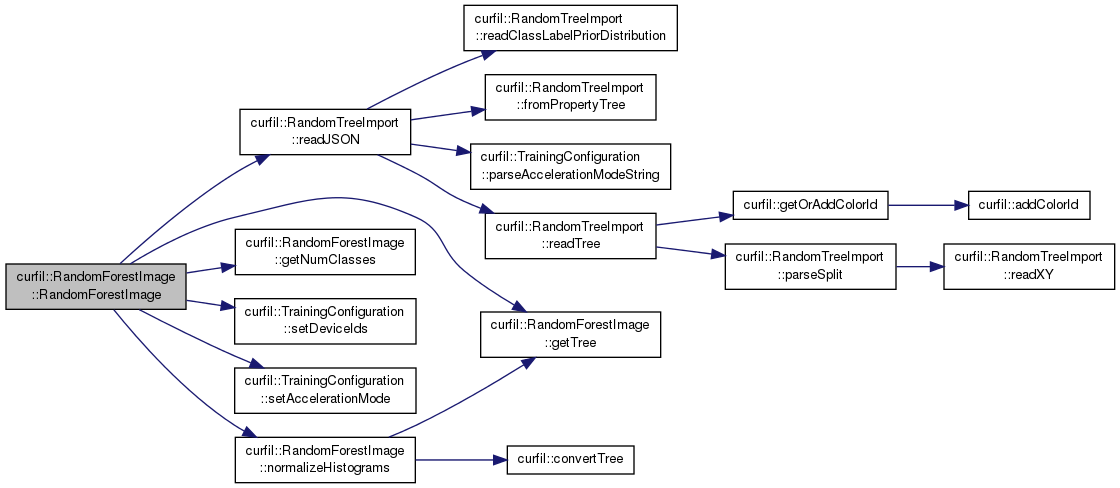 curfil::RandomForestImage
::RandomForestImage
curfil::RandomTreeImport
::readJSON
curfil::RandomTreeImport
::readClassLabelPriorDistribution
curfil::RandomTreeImport
::fromPropertyTree
curfil::TrainingConfiguration
::parseAccelerationModeString
curfil::RandomTreeImport
::readTree
curfil::getOrAddColorId
curfil::addColorId
curfil::RandomTreeImport
::parseSplit
curfil::RandomTreeImport
::readXY
curfil::RandomForestImage
::getNumClasses
curfil::TrainingConfiguration
::setDeviceIds
curfil::RandomForestImage
::getTree
curfil::TrainingConfiguration
::setAccelerationMode
curfil::RandomForestImage
::normalizeHistograms
curfil::convertTree